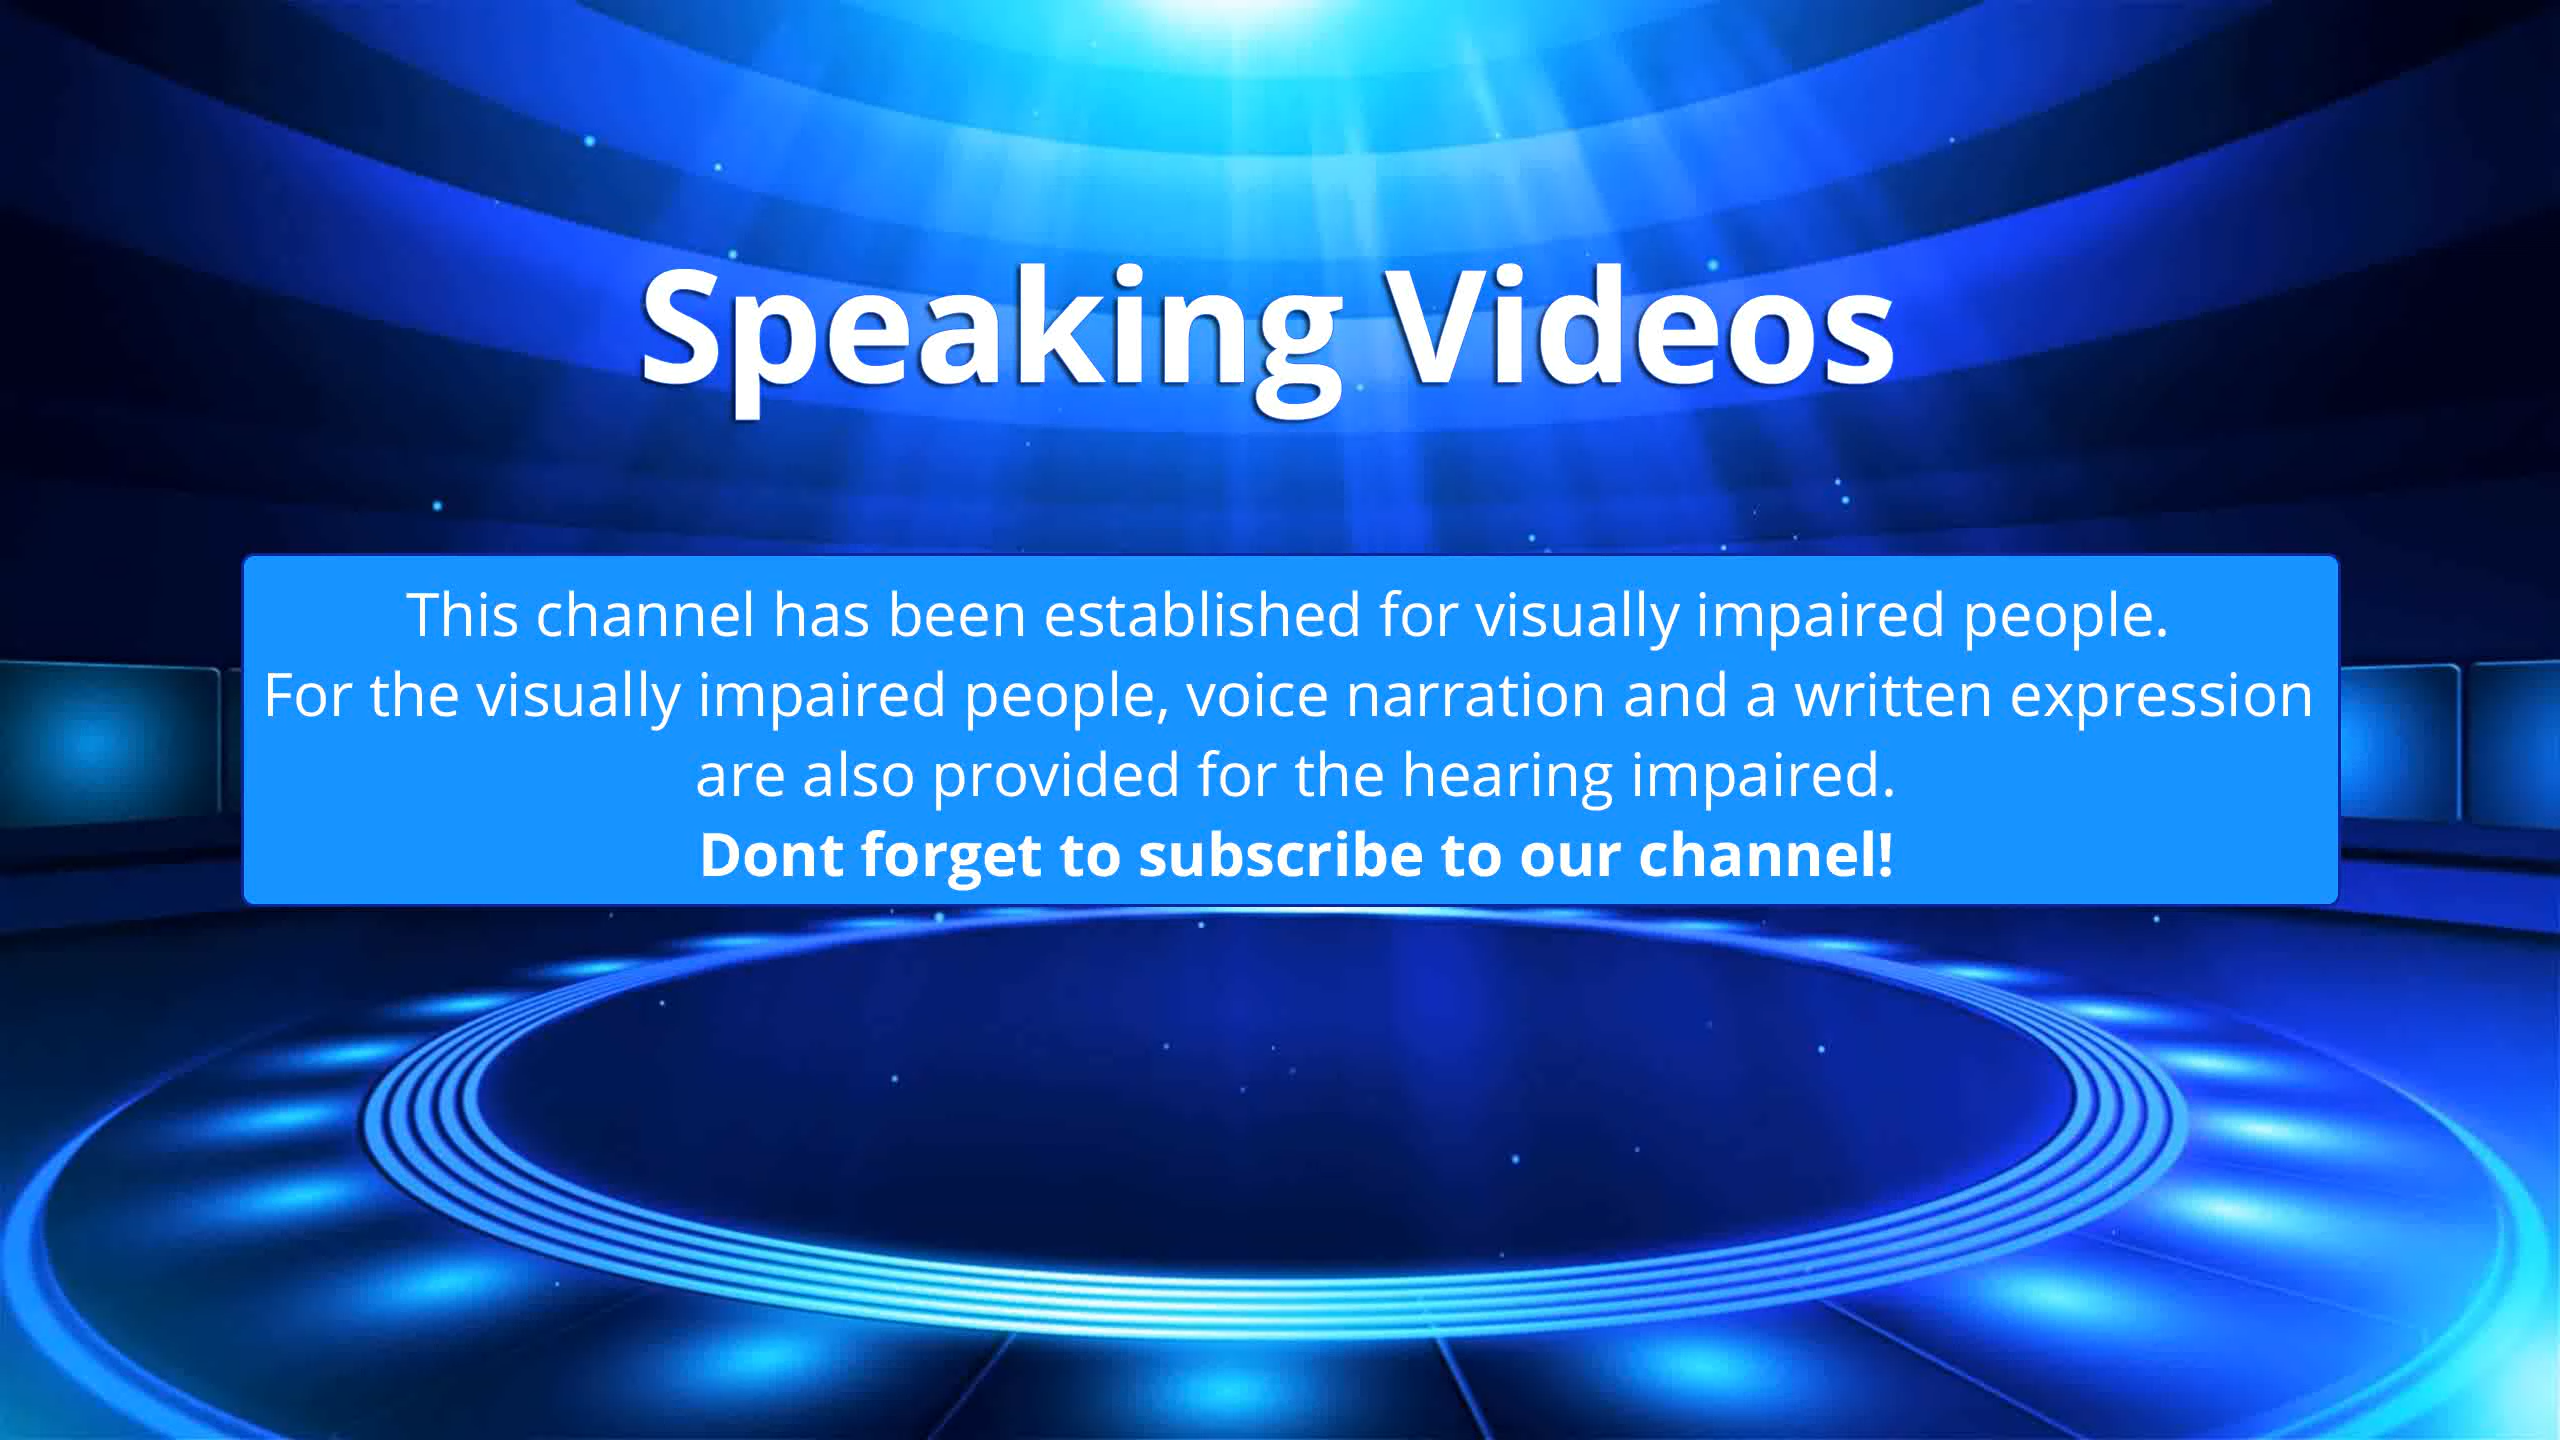 Speaking Videos
This channel has been established for visually impaired people.
For the visually impaired people, voice narration and a written expression
are also provided for the hearing impaired.
Dont forget to subscribe to our channel!